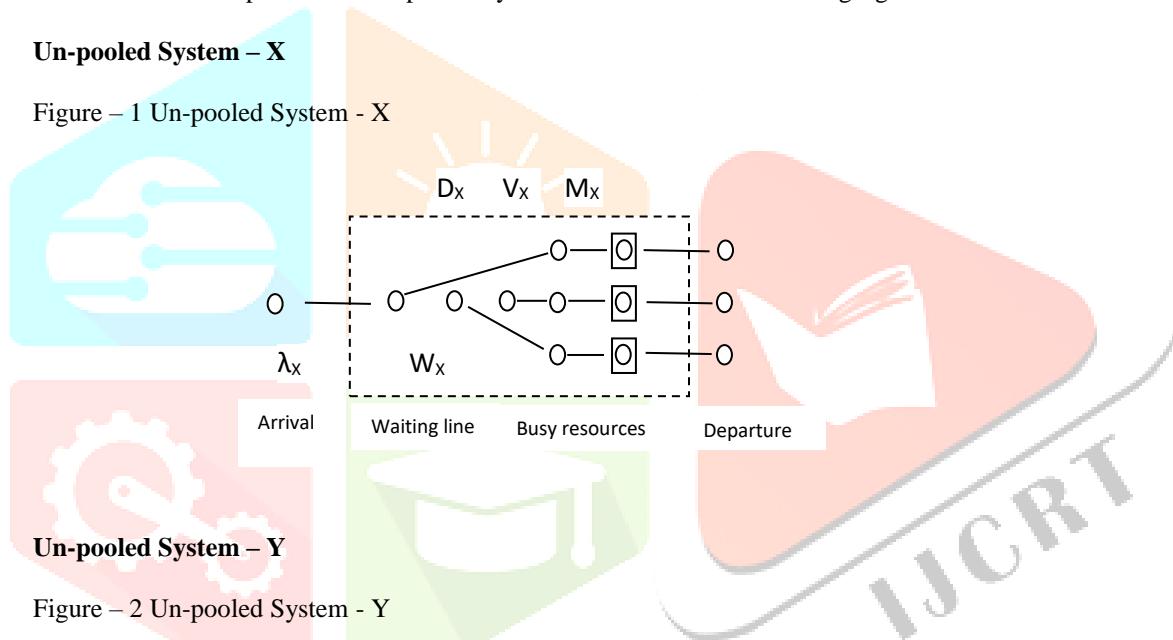 Un-pooled System – X
Figure – 1 Un-pooled System - X
Dₓ Vₓ Mₓ
λₓ Wₓ
Arrival Waiting line Busy resources Departure
Un-pooled System – Y
Figure – 2 Un-pooled System - Y
IJCRT